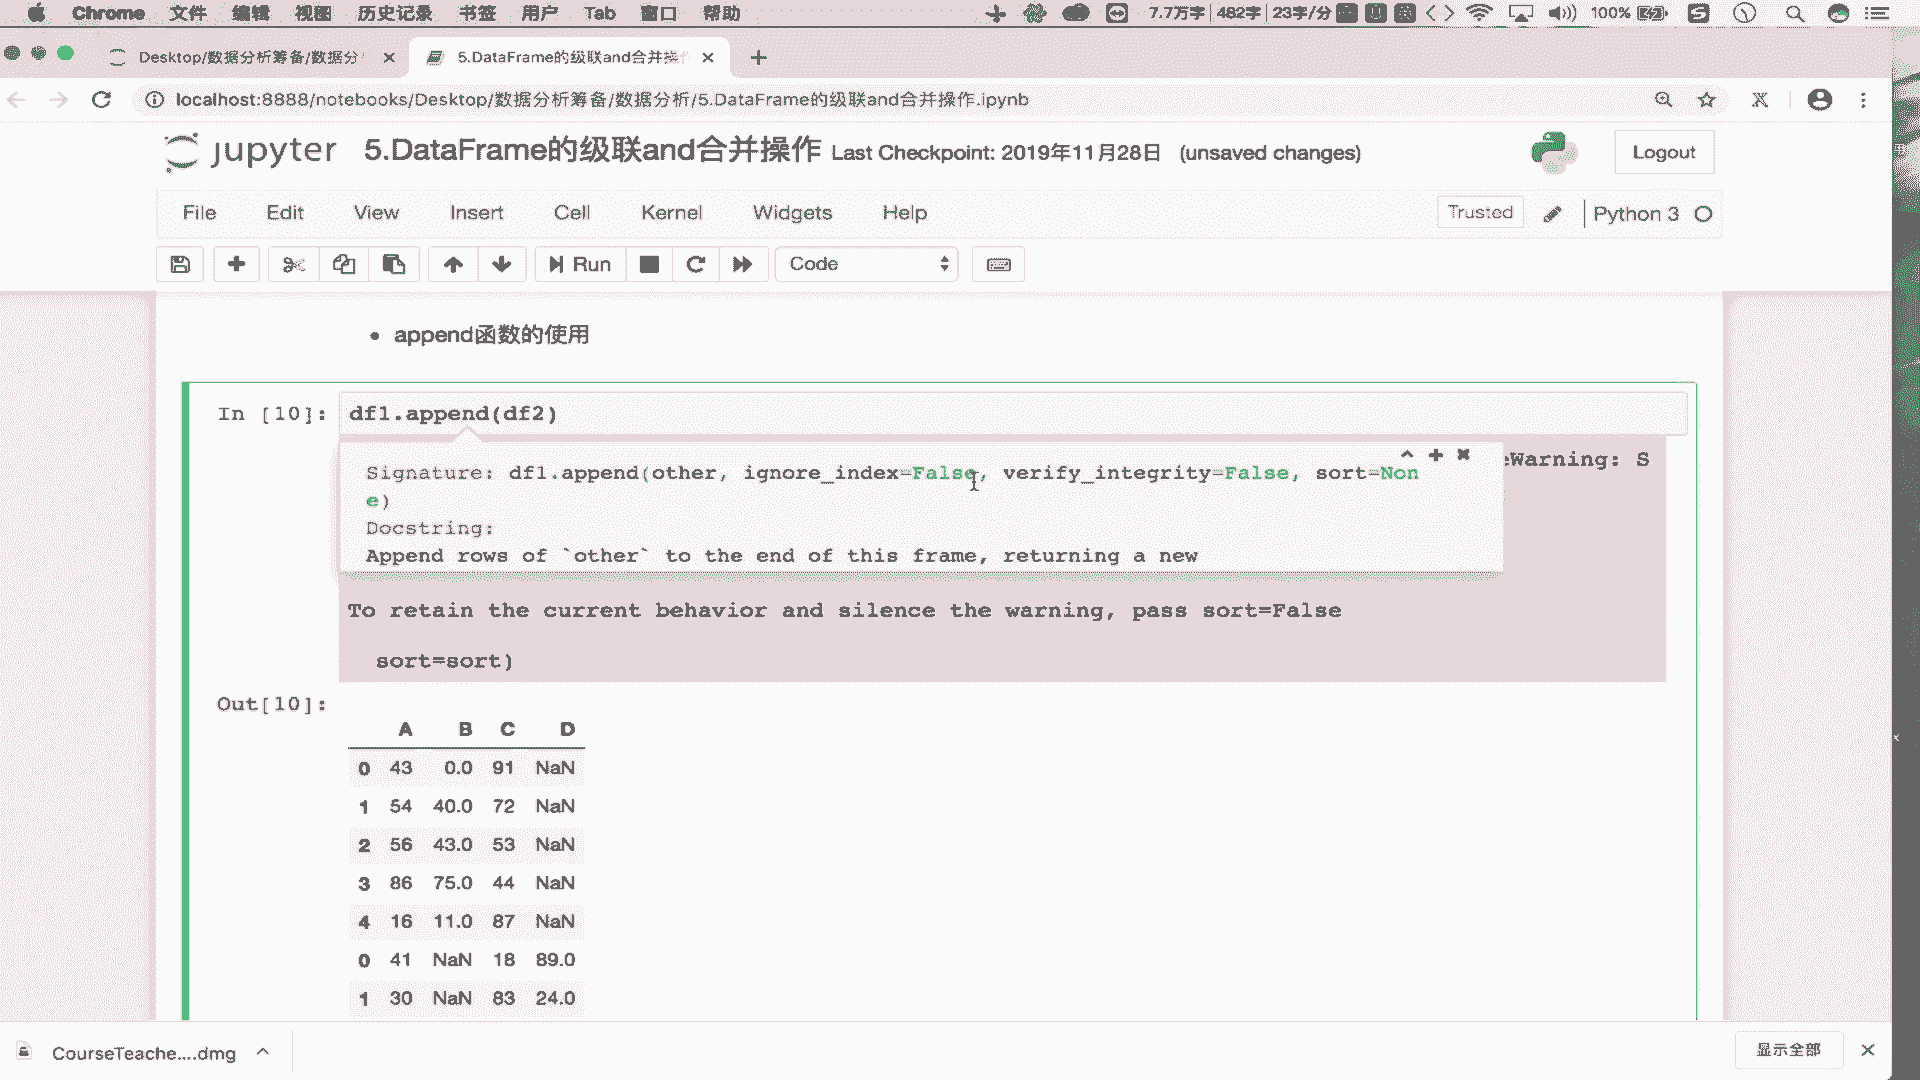 Chrome 文件 编辑 视图 历史记录 书签 用户 Tab 窗口 帮助 7.7万字 482字 23字/分 100%
Desktop/数据分析筹备/数据分 5.DataFrame的级联and合并操
localhost:8888/notebooks/Desktop/数据分析筹备/数据分析/5.DataFrame的级联and合并操作.ipynb
jupyter 5.DataFrame的级联and合并操作 Last Checkpoint: 2019年11月28日 (unsaved changes) Logout
File Edit View Insert Cell Kernel Widgets Help Trusted Python 3
Run Code
append函数的使用
In [10]: df1.append(df2)
eWarning: S
Signature: df1.append(other, ignore_index=False, verify_integrity=False, sort=Non
e)
Docstring:
Append rows of `other` to the end of this frame, returning a new
To retain the current behavior and silence the warning, pass sort=False
sort=sort)
Out[10]:
A B C D
0 43 0.0 91 NaN
1 54 40.0 72 NaN
2 56 43.0 53 NaN
3 86 75.0 44 NaN
4 16 11.0 87 NaN
0 41 NaN 18 89.0
1 30 NaN 83 24.0
CourseTeache....dmg 显示全部